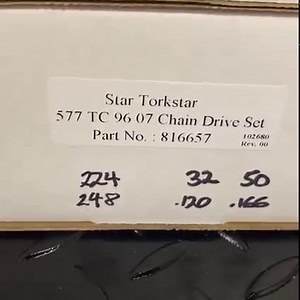 Star Torkstar
577 TC 96 07 Chain Drive Set
Part No. : 816657
102680
Rev. 00
224 32 50
248 .120 .166